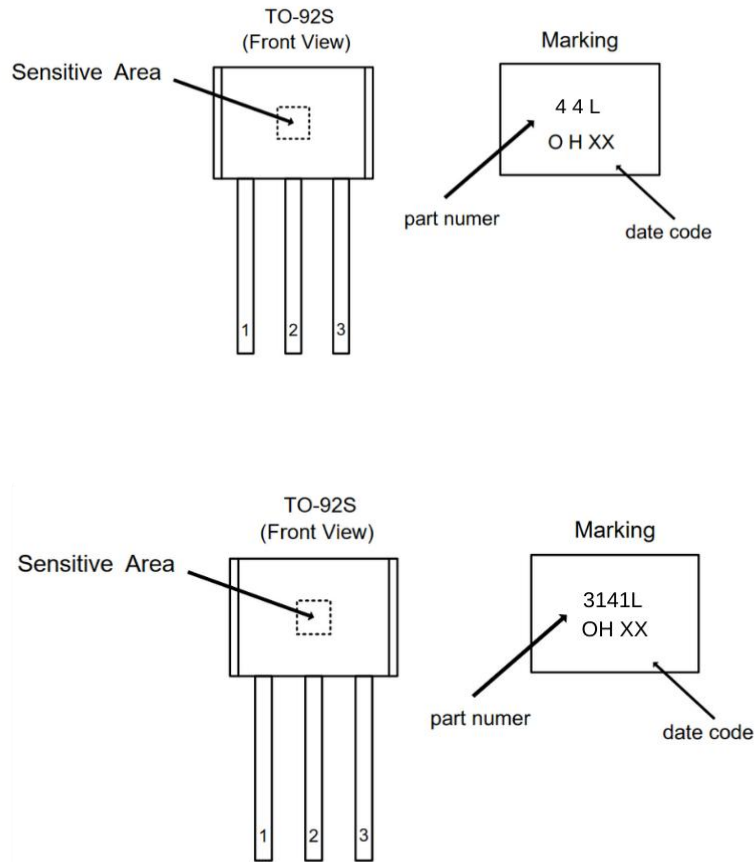 TO-92S
(Front View)
Sensitive Area
Marking
4 4 L
O H XX
part numer
date code
1 2 3
TO-92S
(Front View)
Sensitive Area
Marking
3141L
OH XX
part numer
date code
1 2 3